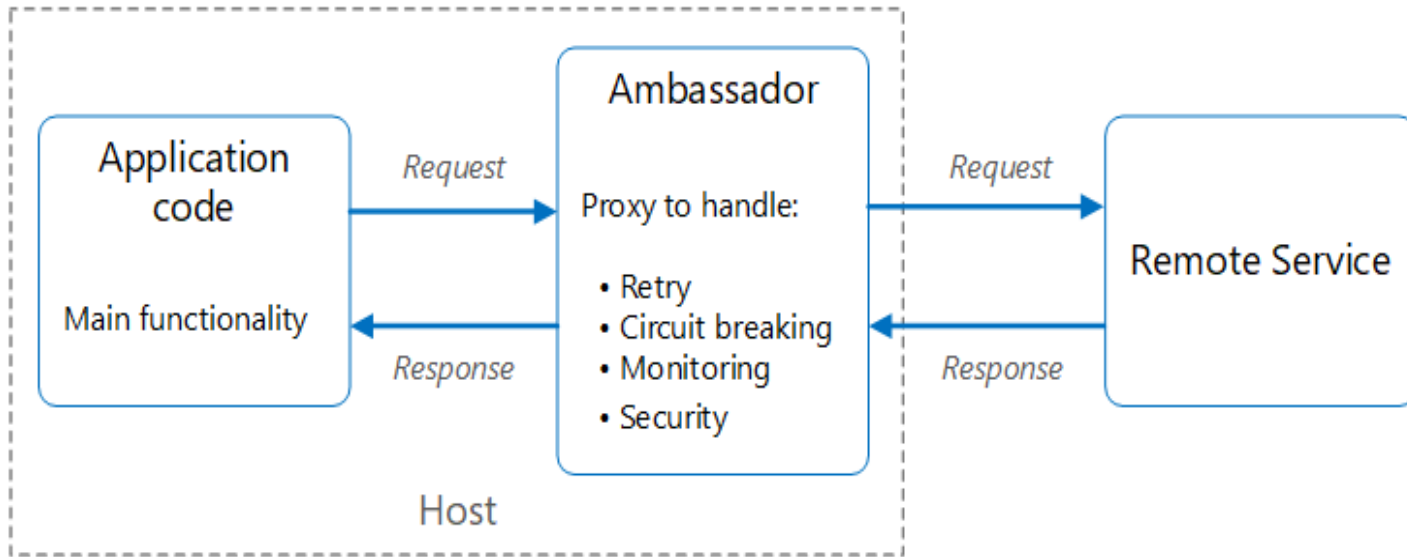 Application
code
Main functionality
Request
Response
Ambassador
Proxy to handle:
• Retry
• Circuit breaking
• Monitoring
• Security
Request
Response
Remote Service
Host